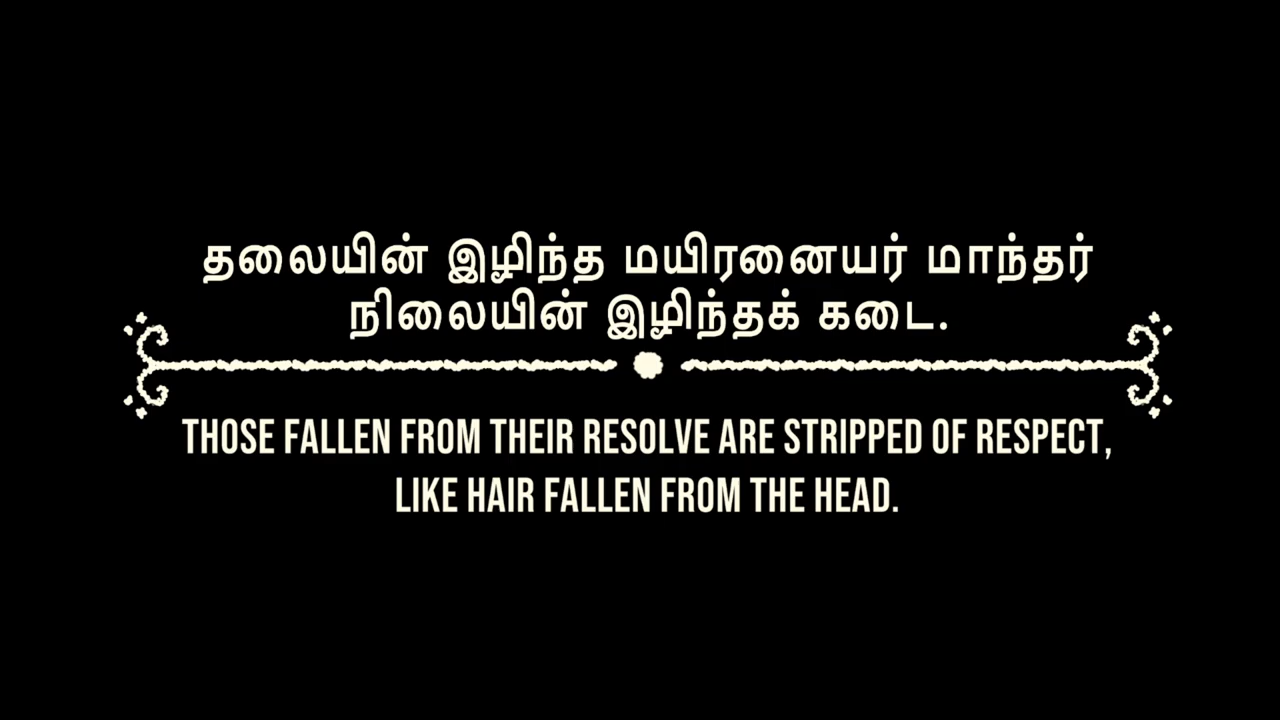 தலையின் இழிந்த மயிரனையர் மாந்தர்
நிலையின் இழிந்தக் கடை.
THOSE FALLEN FROM THEIR RESOLVE ARE STRIPPED OF RESPECT,
LIKE HAIR FALLEN FROM THE HEAD.